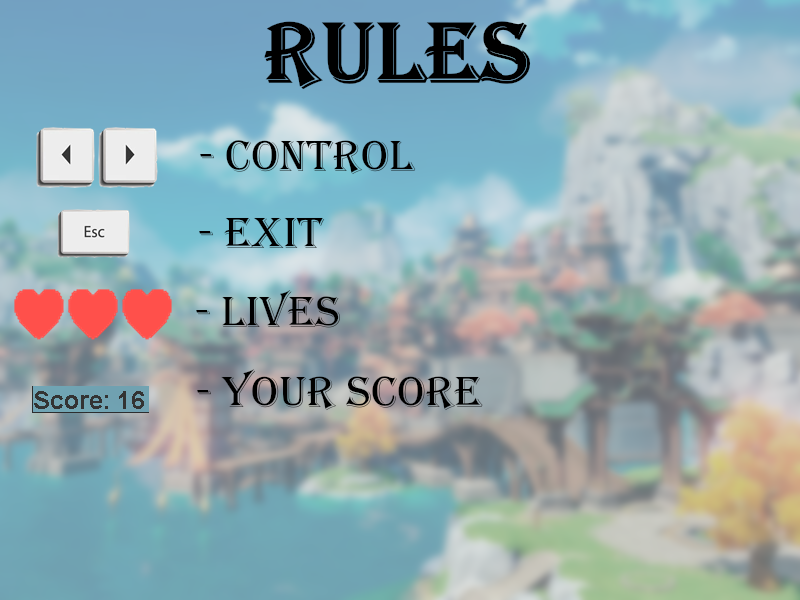 RULES
- CONTROL
Esc - EXIT
- LIVES
Score: 16 - YOUR SCORE